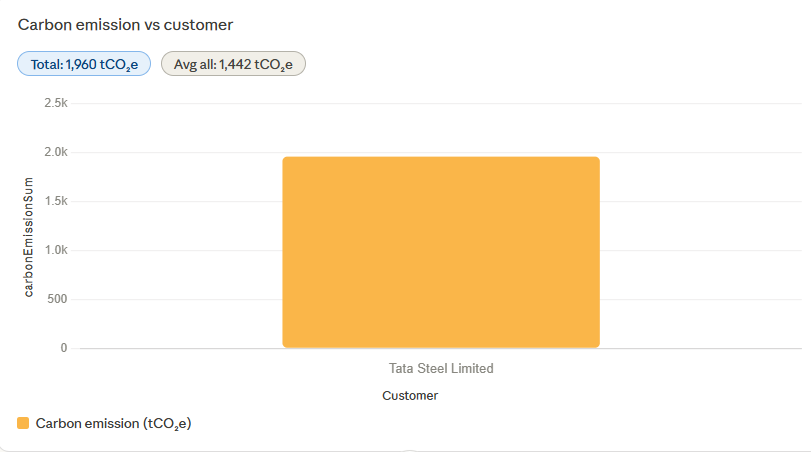 Carbon emission vs customer
Total: 1,960 tCO₂e
Avg all: 1,442 tCO₂e
2.5k
2.0k
1.5k
1.0k
500
0
carbonEmissionSum
Tata Steel Limited
Customer
Carbon emission (tCO₂e)